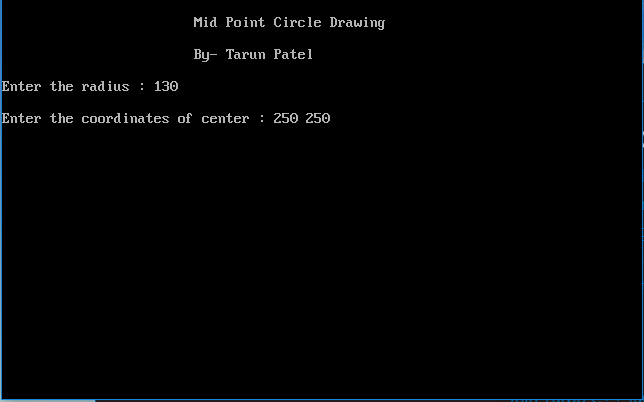 Mid Point Circle Drawing
By- Tarun Patel
Enter the radius : 130
Enter the coordinates of center : 250 250